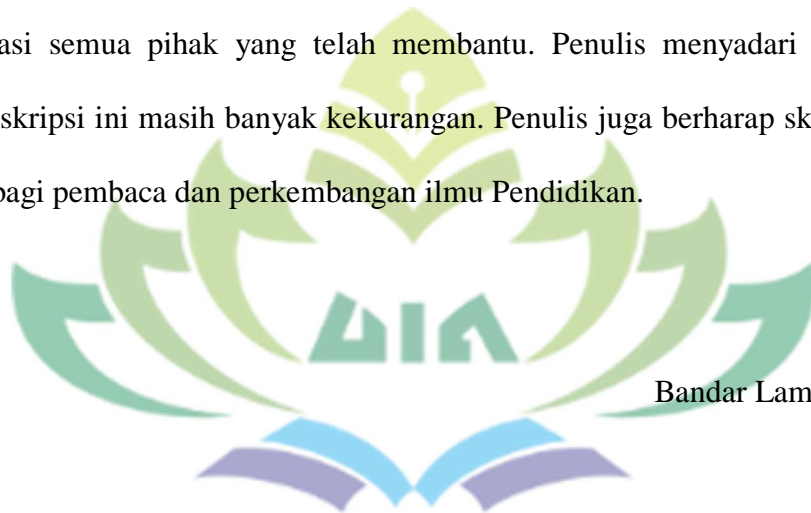 asi semua pihak yang telah membantu. Penulis menyadari
skripsi ini masih banyak kekurangan. Penulis juga berharap sk
bagi pembaca dan perkembangan ilmu Pendidikan.
UIN
Bandar Lam